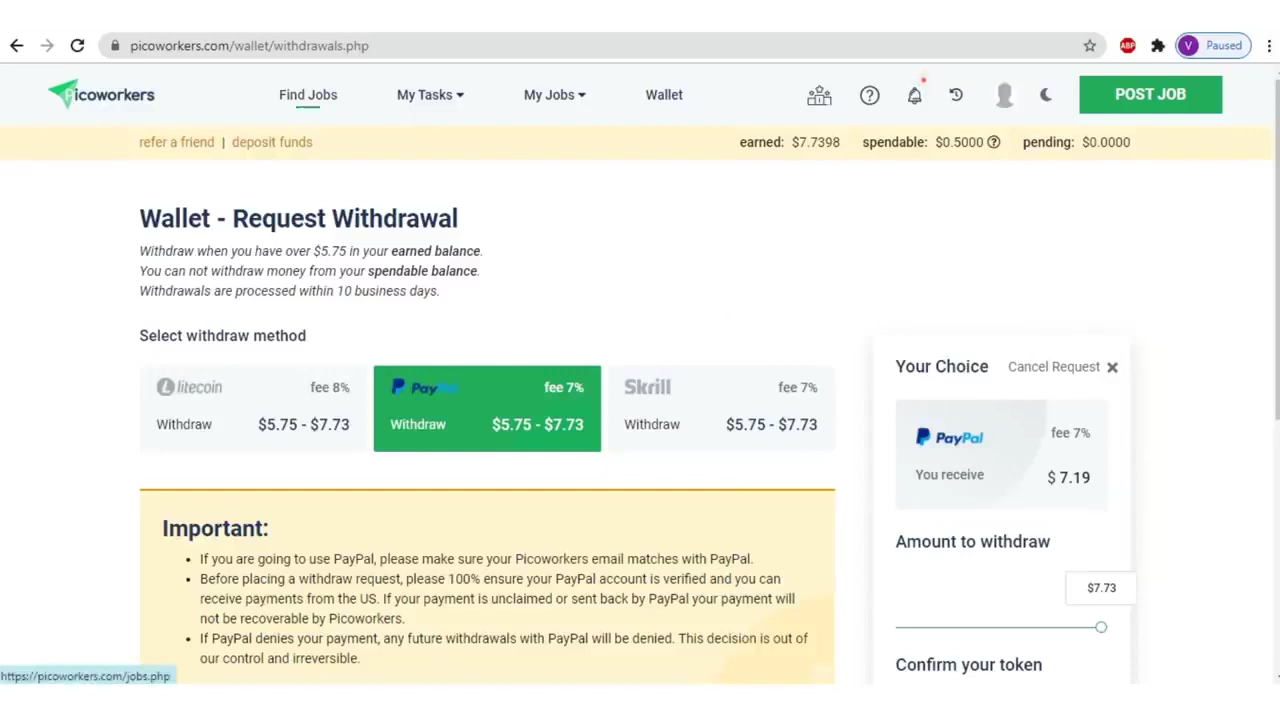 picoworkers.com/wallet/withdrawals.php
ABP
V Paused
Picoworkers
Find Jobs
My Tasks
My Jobs
Wallet
POST JOB
refer a friend | deposit funds
earned: $7.7398
spendable: $0.5000
pending: $0.0000
Wallet - Request Withdrawal
Withdraw when you have over $5.75 in your earned balance.
You can not withdraw money from your spendable balance.
Withdrawals are processed within 10 business days.
Select withdraw method
litecoin fee 8%
Withdraw $5.75 - $7.73
PayPal fee 7%
Withdraw $5.75 - $7.73
Skrill fee 7%
Withdraw $5.75 - $7.73
Important:
• If you are going to use PayPal, please make sure your Picoworkers email matches with PayPal.
• Before placing a withdraw request, please 100% ensure your PayPal account is verified and you can
receive payments from the US. If your payment is unclaimed or sent back by PayPal your payment will
not be recoverable by Picoworkers.
• If PayPal denies your payment, any future withdrawals with PayPal will be denied. This decision is out of
our control and irreversible.
Your Choice
Cancel Request
PayPal fee 7%
You receive $ 7.19
Amount to withdraw
$7.73
Confirm your token
https://picoworkers.com/jobs.php